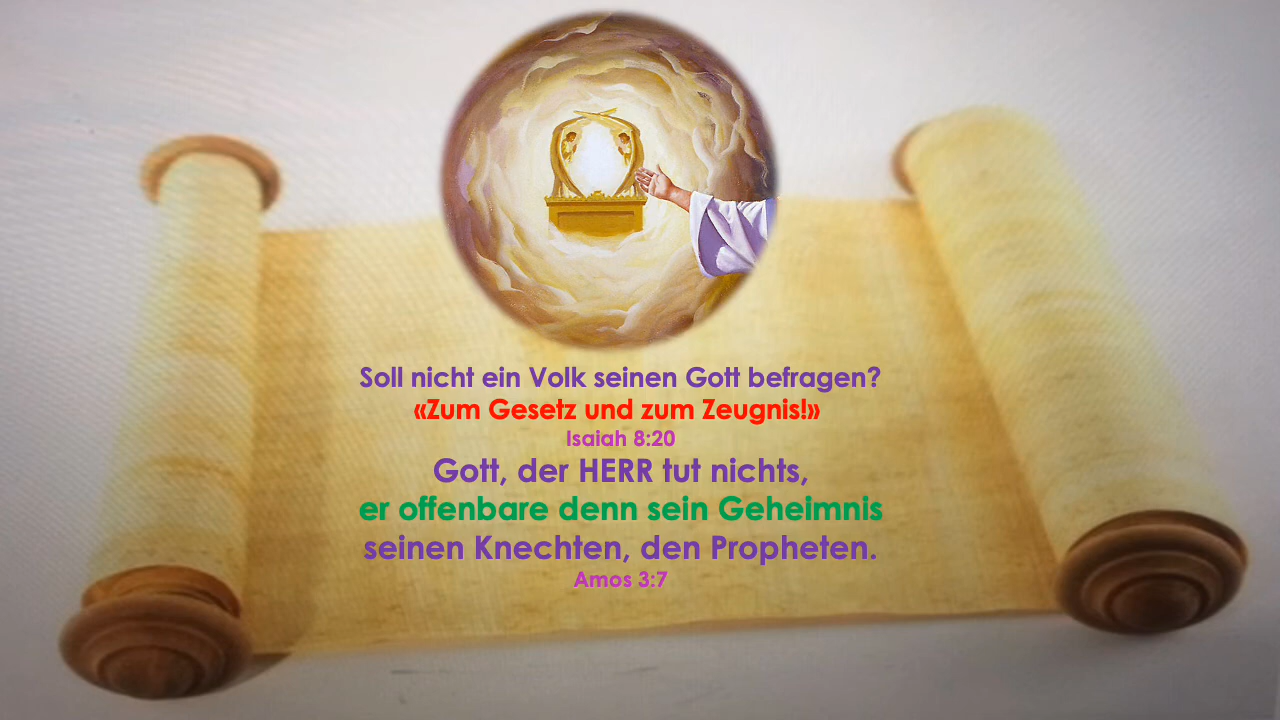 Soll nicht ein Volk seinen Gott befragen?
«Zum Gesetz und zum Zeugnis!»
Isaiah 8:20
Gott, der HERR tut nichts,
er offenbare denn sein Geheimnis
seinen Knechten, den Propheten.
Amos 3:7